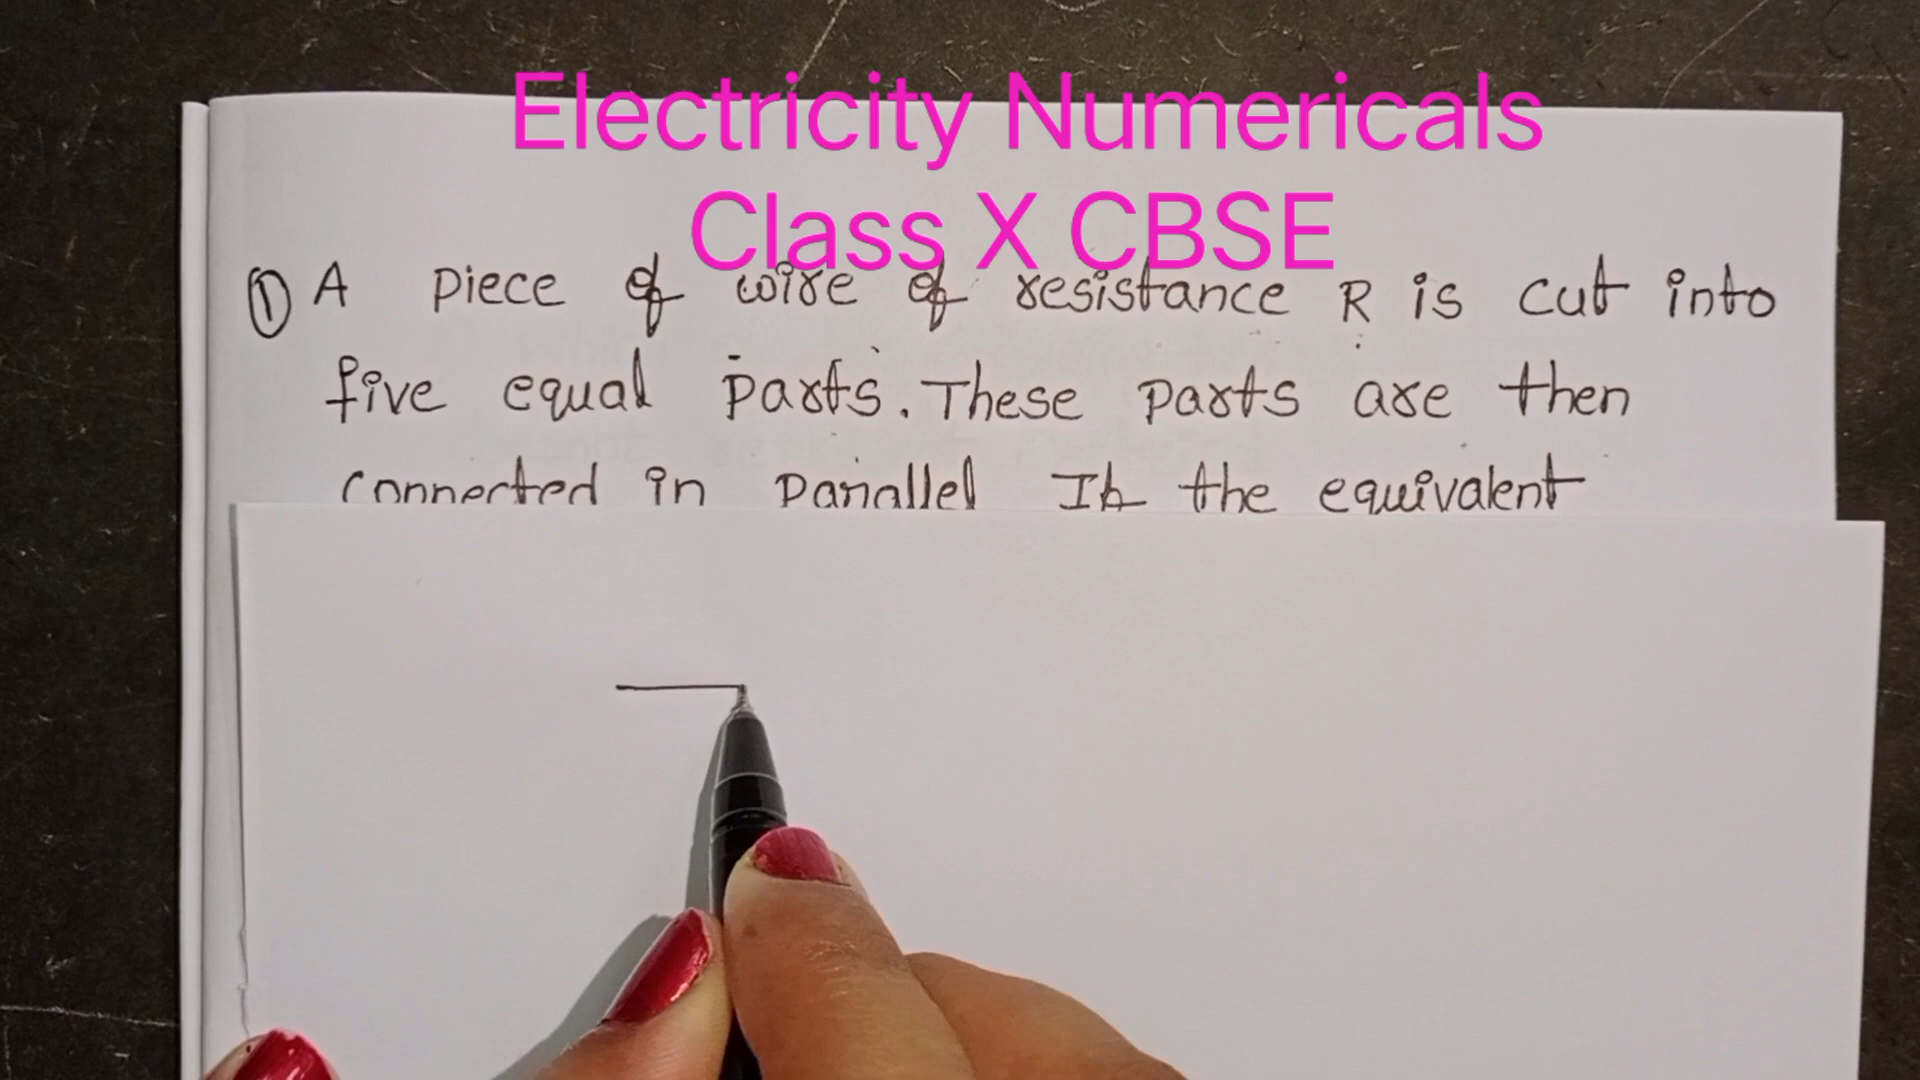 Electricity Numericals
Class X CBSE
① A piece of wire of resistance R is cut into
five equal parts. These parts are then
connected in parallel If the equivalent